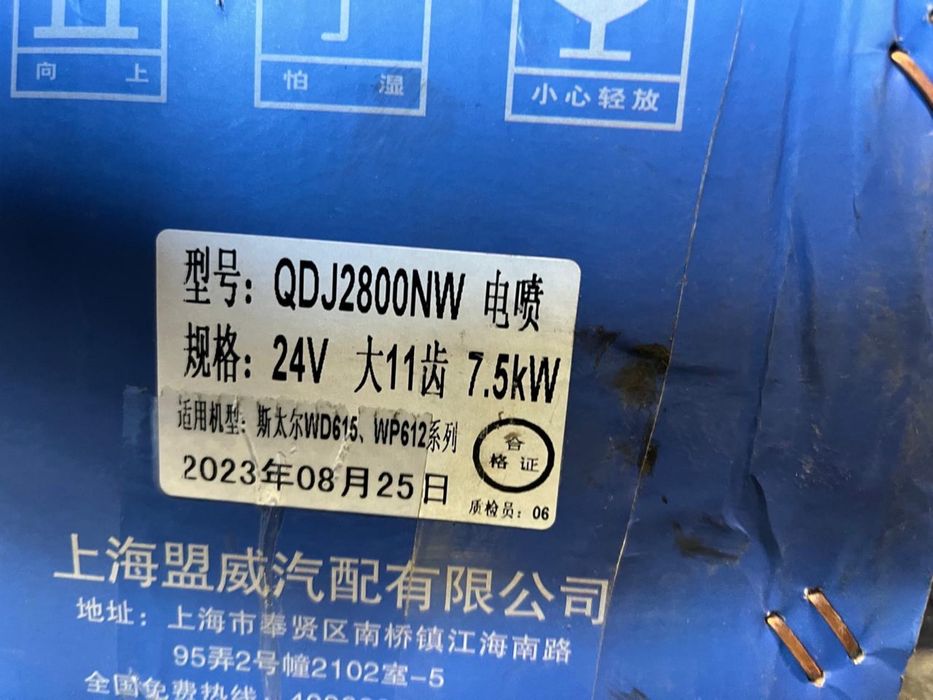 向 上
怕 湿
小心轻放
型号: QDJ2800NW 电喷
规格: 24V 大11齿 7.5kW
适用机型: 斯太尔WD615、WP612系列
合
格 证
2023年08月25日
质检员: 06
上海盟威汽配有限公司
地址: 上海市奉贤区南桥镇江海南路
95弄2号幢2102室-5
全国免费热线